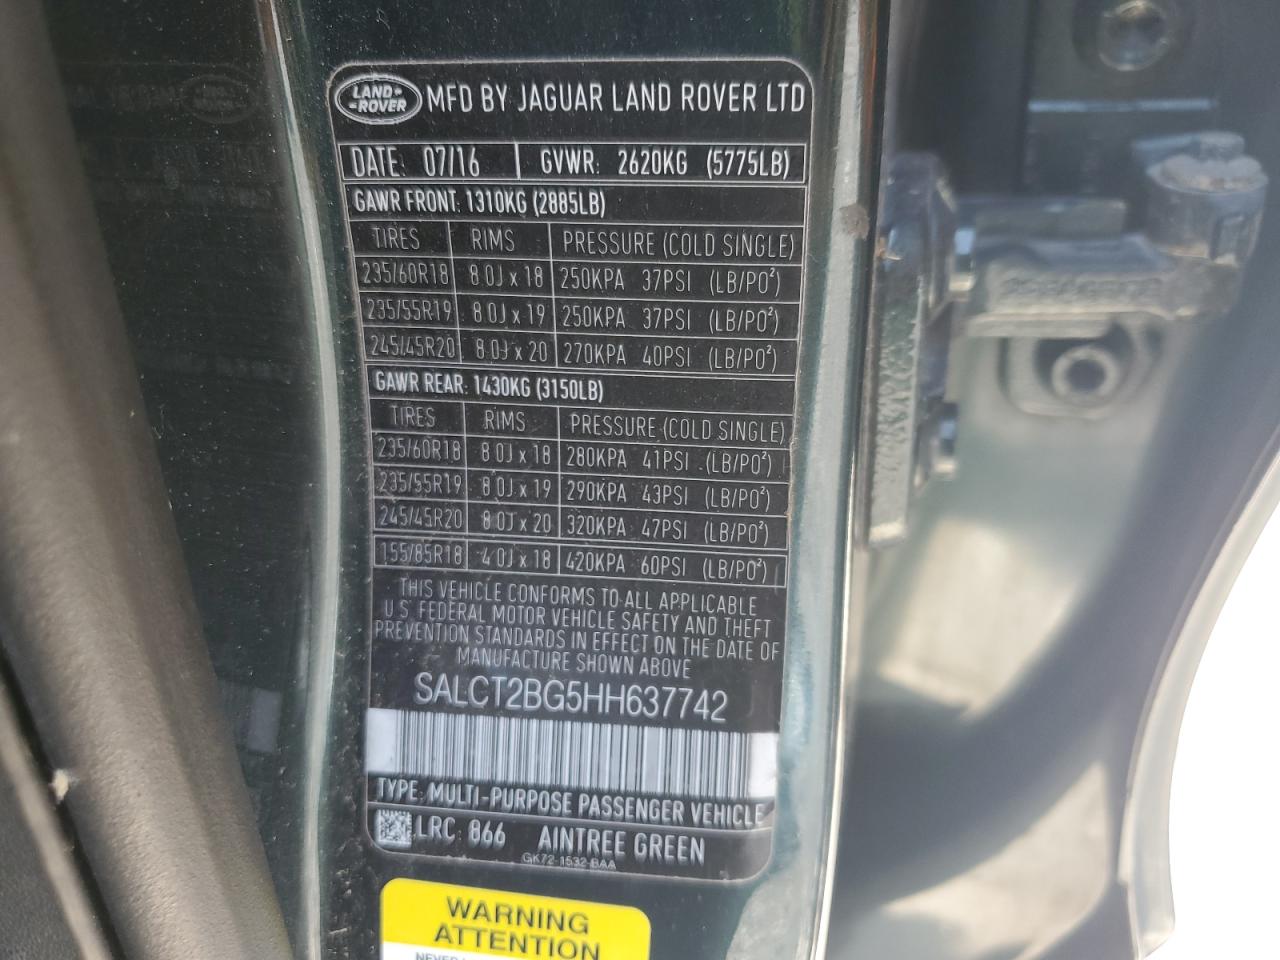 LAND ROVER MFD BY JAGUAR LAND ROVER LTD
DATE: 07/16 GVWR: 2620KG (5775LB)
GAWR FRONT: 1310KG (2885LB)
TIRES RIMS PRESSURE (COLD SINGLE)
235/60R18 8.0J x 18 250KPA 37PSI (LB/PO²)
235/55R19 8.0J x 19 250KPA 37PSI (LB/PO²)
245/45R20 8.0J x 20 270KPA 40PSI (LB/PO²)
GAWR REAR: 1430KG (3150LB)
TIRES RIMS PRESSURE (COLD SINGLE)
235/60R18 8.0J x 18 280KPA 41PSI (LB/PO²)
235/55R19 8.0J x 19 290KPA 43PSI (LB/PO²)
245/45R20 8.0J x 20 320KPA 47PSI (LB/PO²)
155/85R18 4.0J x 18 420KPA 60PSI (LB/PO²)
THIS VEHICLE CONFORMS TO ALL APPLICABLE
U.S. FEDERAL MOTOR VEHICLE SAFETY AND THEFT
PREVENTION STANDARDS IN EFFECT ON THE DATE OF
MANUFACTURE SHOWN ABOVE
SALCT2BG5HH637742
TYPE: MULTI-PURPOSE PASSENGER VEHICLE
LRC: 866 AINTREE GREEN
GK72-1532-BAA
WARNING
ATTENTION